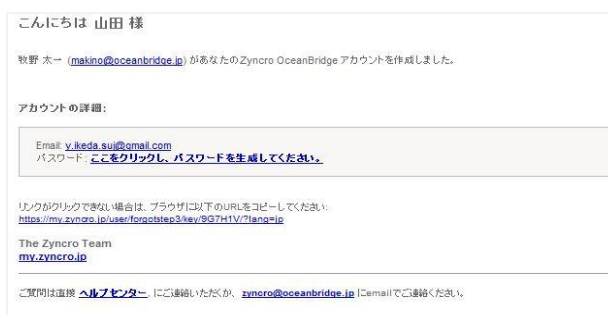 こんにちは 山田 様
牧野 太一 (makino@oceanbridge.jp) があなたのZyncro OceanBridge アカウントを作成しました。
アカウントの詳細:
Email: y.ikeda.suj@gmail.com
パスワード: ここをクリックし、パスワードを生成してください。
リンクがクリックできない場合は、ブラウザに以下のURLをコピーしてください:
https://my.zyncro.jp/user/forgotstep3/key/9G7H1V/?lang=jp
The Zyncro Team
my.zyncro.jp
ご質問は直接 ヘルプセンター, にご連絡いただくか、 zyncro@oceanbridge.jp にemailでご連絡ください。